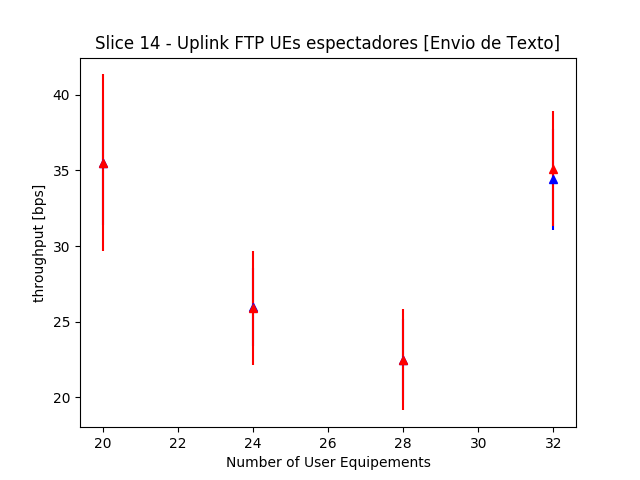 Slice 14 - Uplink FTP UEs espectadores [Envio de Texto]
40
35
30
25
20
throughput [bps]
20 22 24 26 28 30 32
Number of User Equipements